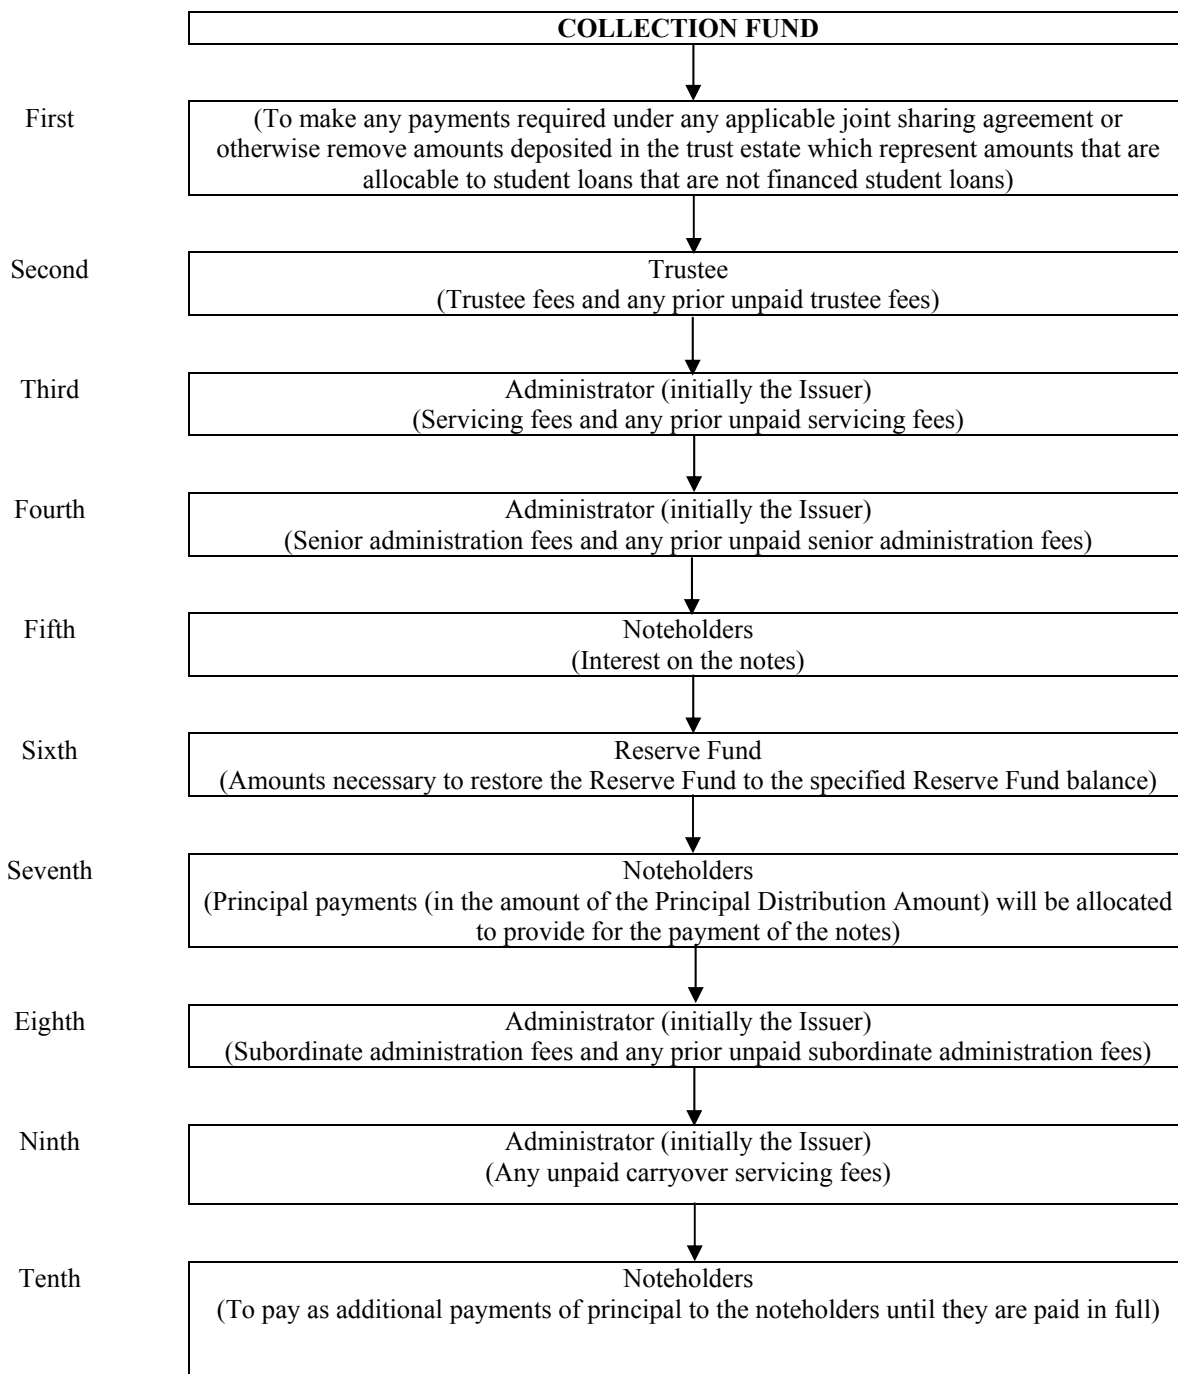 COLLECTION FUND
First
(To make any payments required under any applicable joint sharing agreement or
otherwise remove amounts deposited in the trust estate which represent amounts that are
allocable to student loans that are not financed student loans)
Second
Trustee
(Trustee fees and any prior unpaid trustee fees)
Third
Administrator (initially the Issuer)
(Servicing fees and any prior unpaid servicing fees)
Fourth
Administrator (initially the Issuer)
(Senior administration fees and any prior unpaid senior administration fees)
Fifth
Noteholders
(Interest on the notes)
Sixth
Reserve Fund
(Amounts necessary to restore the Reserve Fund to the specified Reserve Fund balance)
Seventh
Noteholders
(Principal payments (in the amount of the Principal Distribution Amount) will be allocated
to provide for the payment of the notes)
Eighth
Administrator (initially the Issuer)
(Subordinate administration fees and any prior unpaid subordinate administration fees)
Ninth
Administrator (initially the Issuer)
(Any unpaid carryover servicing fees)
Tenth
Noteholders
(To pay as additional payments of principal to the noteholders until they are paid in full)